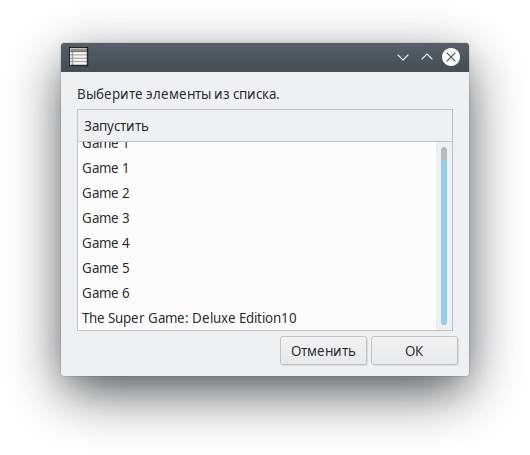 Выберите элементы из списка.
Запустить
Game 1
Game 1
Game 2
Game 3
Game 4
Game 5
Game 6
The Super Game: Deluxe Edition10
Отменить
ОК